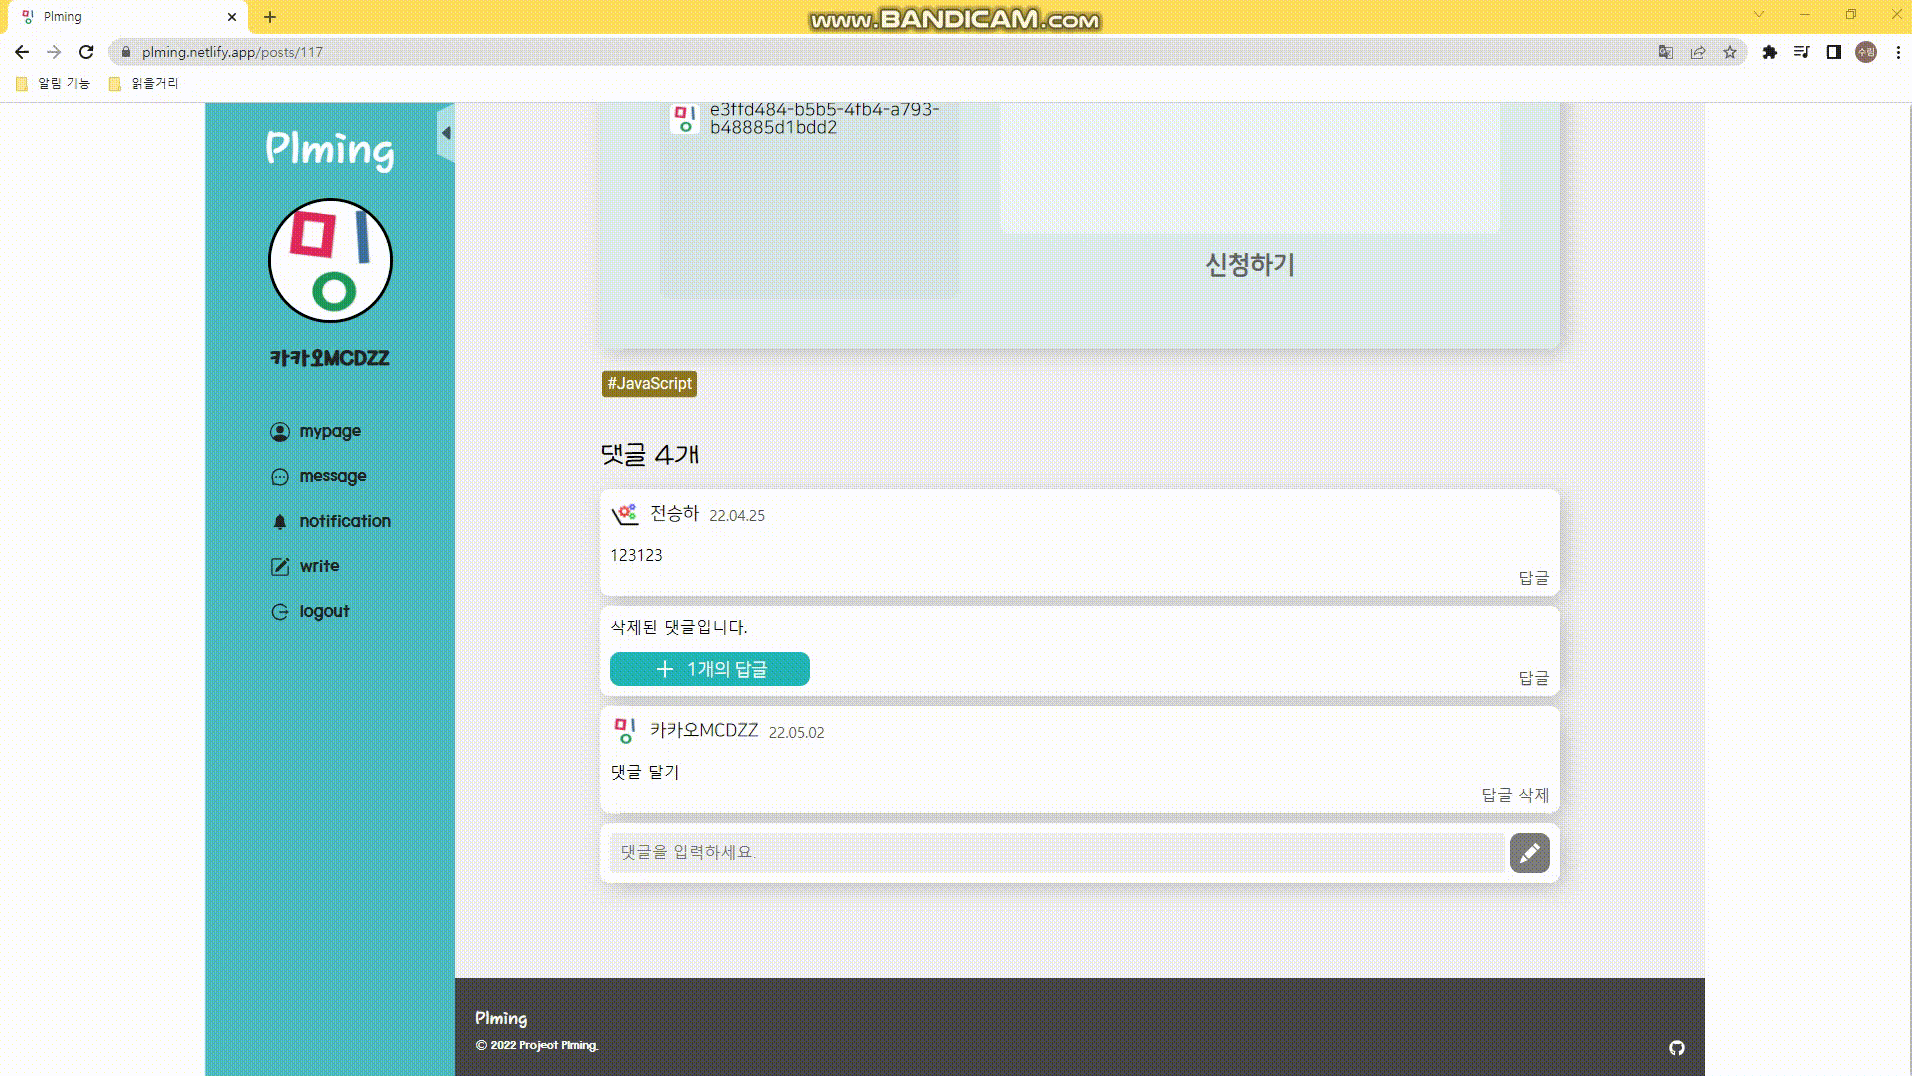 Plming
www.BANDICAM.com
plming.netlify.app/posts/117
수림
알림 기능
읽을거리
Plming
밍
카카오MCDZZ
mypage
message
notification
write
logout
e3ffd484-b5b5-4fb4-a793-
b48885d1bdd2
신청하기
#JavaScript
댓글 4개
전승하 22.04.25
123123
답글
삭제된 댓글입니다.
+ 1개의 답글
답글
카카오MCDZZ 22.05.02
댓글 달기
답글 삭제
댓글을 입력하세요.
Plming
© 2022 Project Plming.